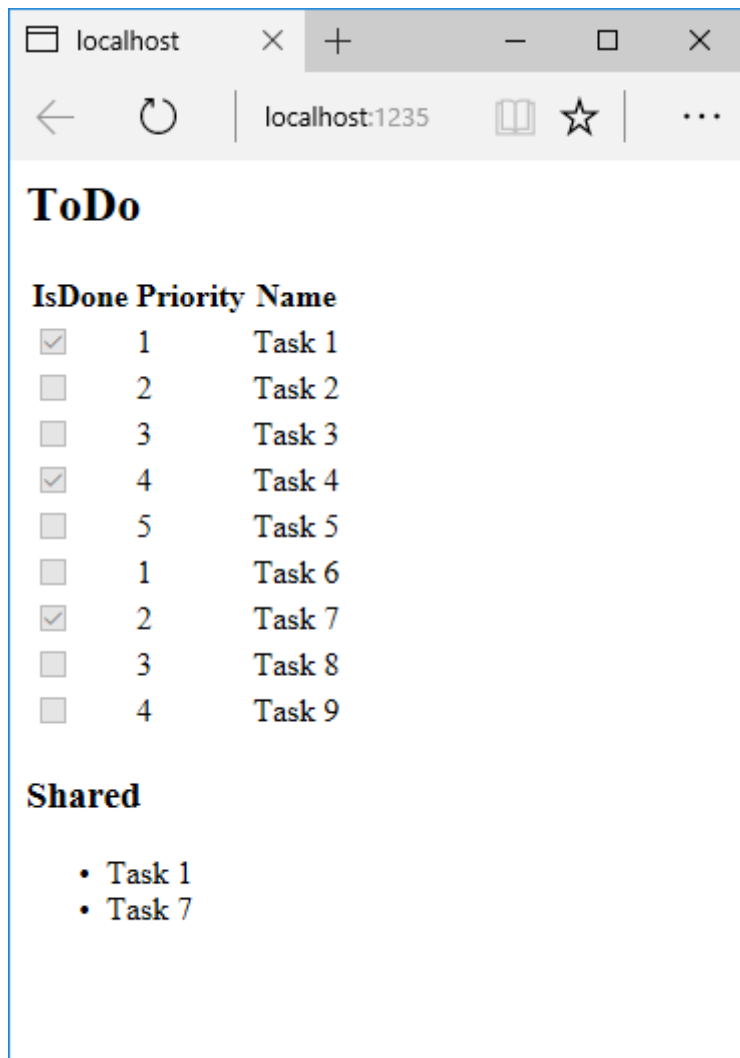 localhost
localhost:1235
ToDo
IsDone Priority Name
1 Task 1
2 Task 2
3 Task 3
4 Task 4
5 Task 5
1 Task 6
2 Task 7
3 Task 8
4 Task 9
Shared
• Task 1
• Task 7